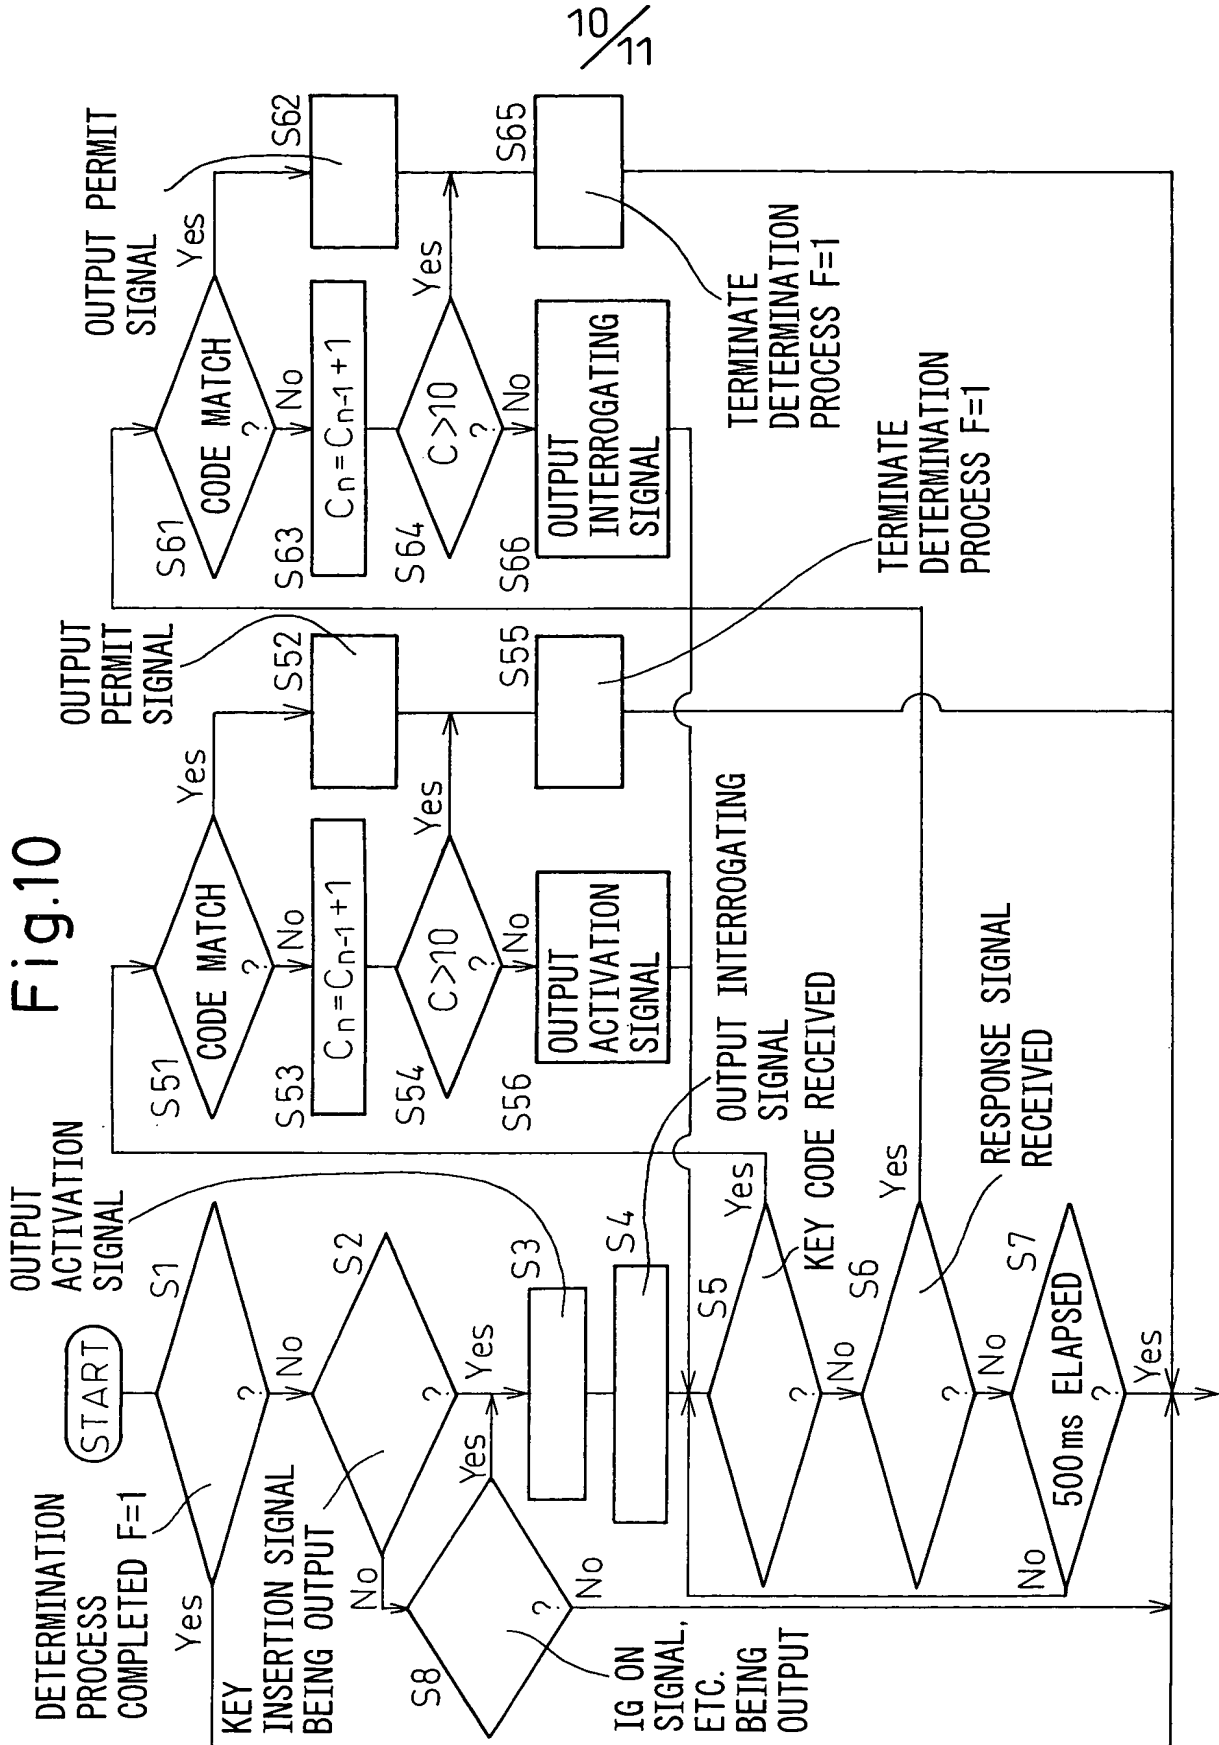 10/11
Fig.10
START
DETERMINATION
PROCESS
COMPLETED F=1
S1
?
Yes
No
KEY
INSERTION SIGNAL
BEING OUTPUT
S2
?
Yes
No
S8
?
Yes
No
IG ON
SIGNAL,
ETC.
BEING
OUTPUT
OUTPUT
ACTIVATION
SIGNAL
S3
S4
OUTPUT INTERROGATING
SIGNAL
S5
?
Yes
No
KEY CODE RECEIVED
S6
?
Yes
No
RESPONSE SIGNAL
RECEIVED
S7
500ms ELAPSED
?
Yes
No
S51
CODE MATCH
?
Yes
No
OUTPUT
PERMIT
SIGNAL
S52
S53
Cn=Cn-1+1
S54
C>10
?
Yes
No
S55
TERMINATE
DETERMINATION
PROCESS F=1
S56
OUTPUT
ACTIVATION
SIGNAL
S61
CODE MATCH
?
Yes
No
OUTPUT PERMIT
SIGNAL
S62
S63
Cn=Cn-1+1
S64
C>10
?
Yes
No
S65
TERMINATE
DETERMINATION
PROCESS F=1
S66
OUTPUT
INTERROGATING
SIGNAL